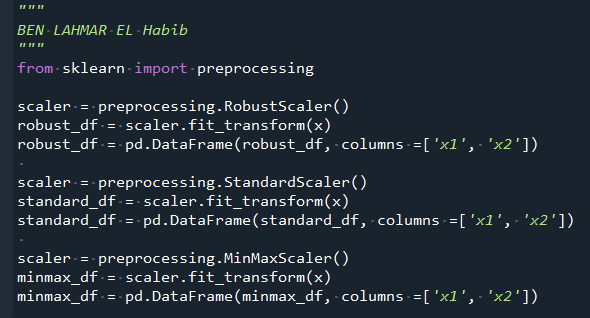 """
BEN LAHMAR EL Habib
"""
from sklearn import preprocessing
scaler = preprocessing.RobustScaler()
robust_df = scaler.fit_transform(x)
robust_df = pd.DataFrame(robust_df, columns =['x1', 'x2'])
scaler = preprocessing.StandardScaler()
standard_df = scaler.fit_transform(x)
standard_df = pd.DataFrame(standard_df, columns =['x1', 'x2'])
scaler = preprocessing.MinMaxScaler()
minmax_df = scaler.fit_transform(x)
minmax_df = pd.DataFrame(minmax_df, columns =['x1', 'x2'])